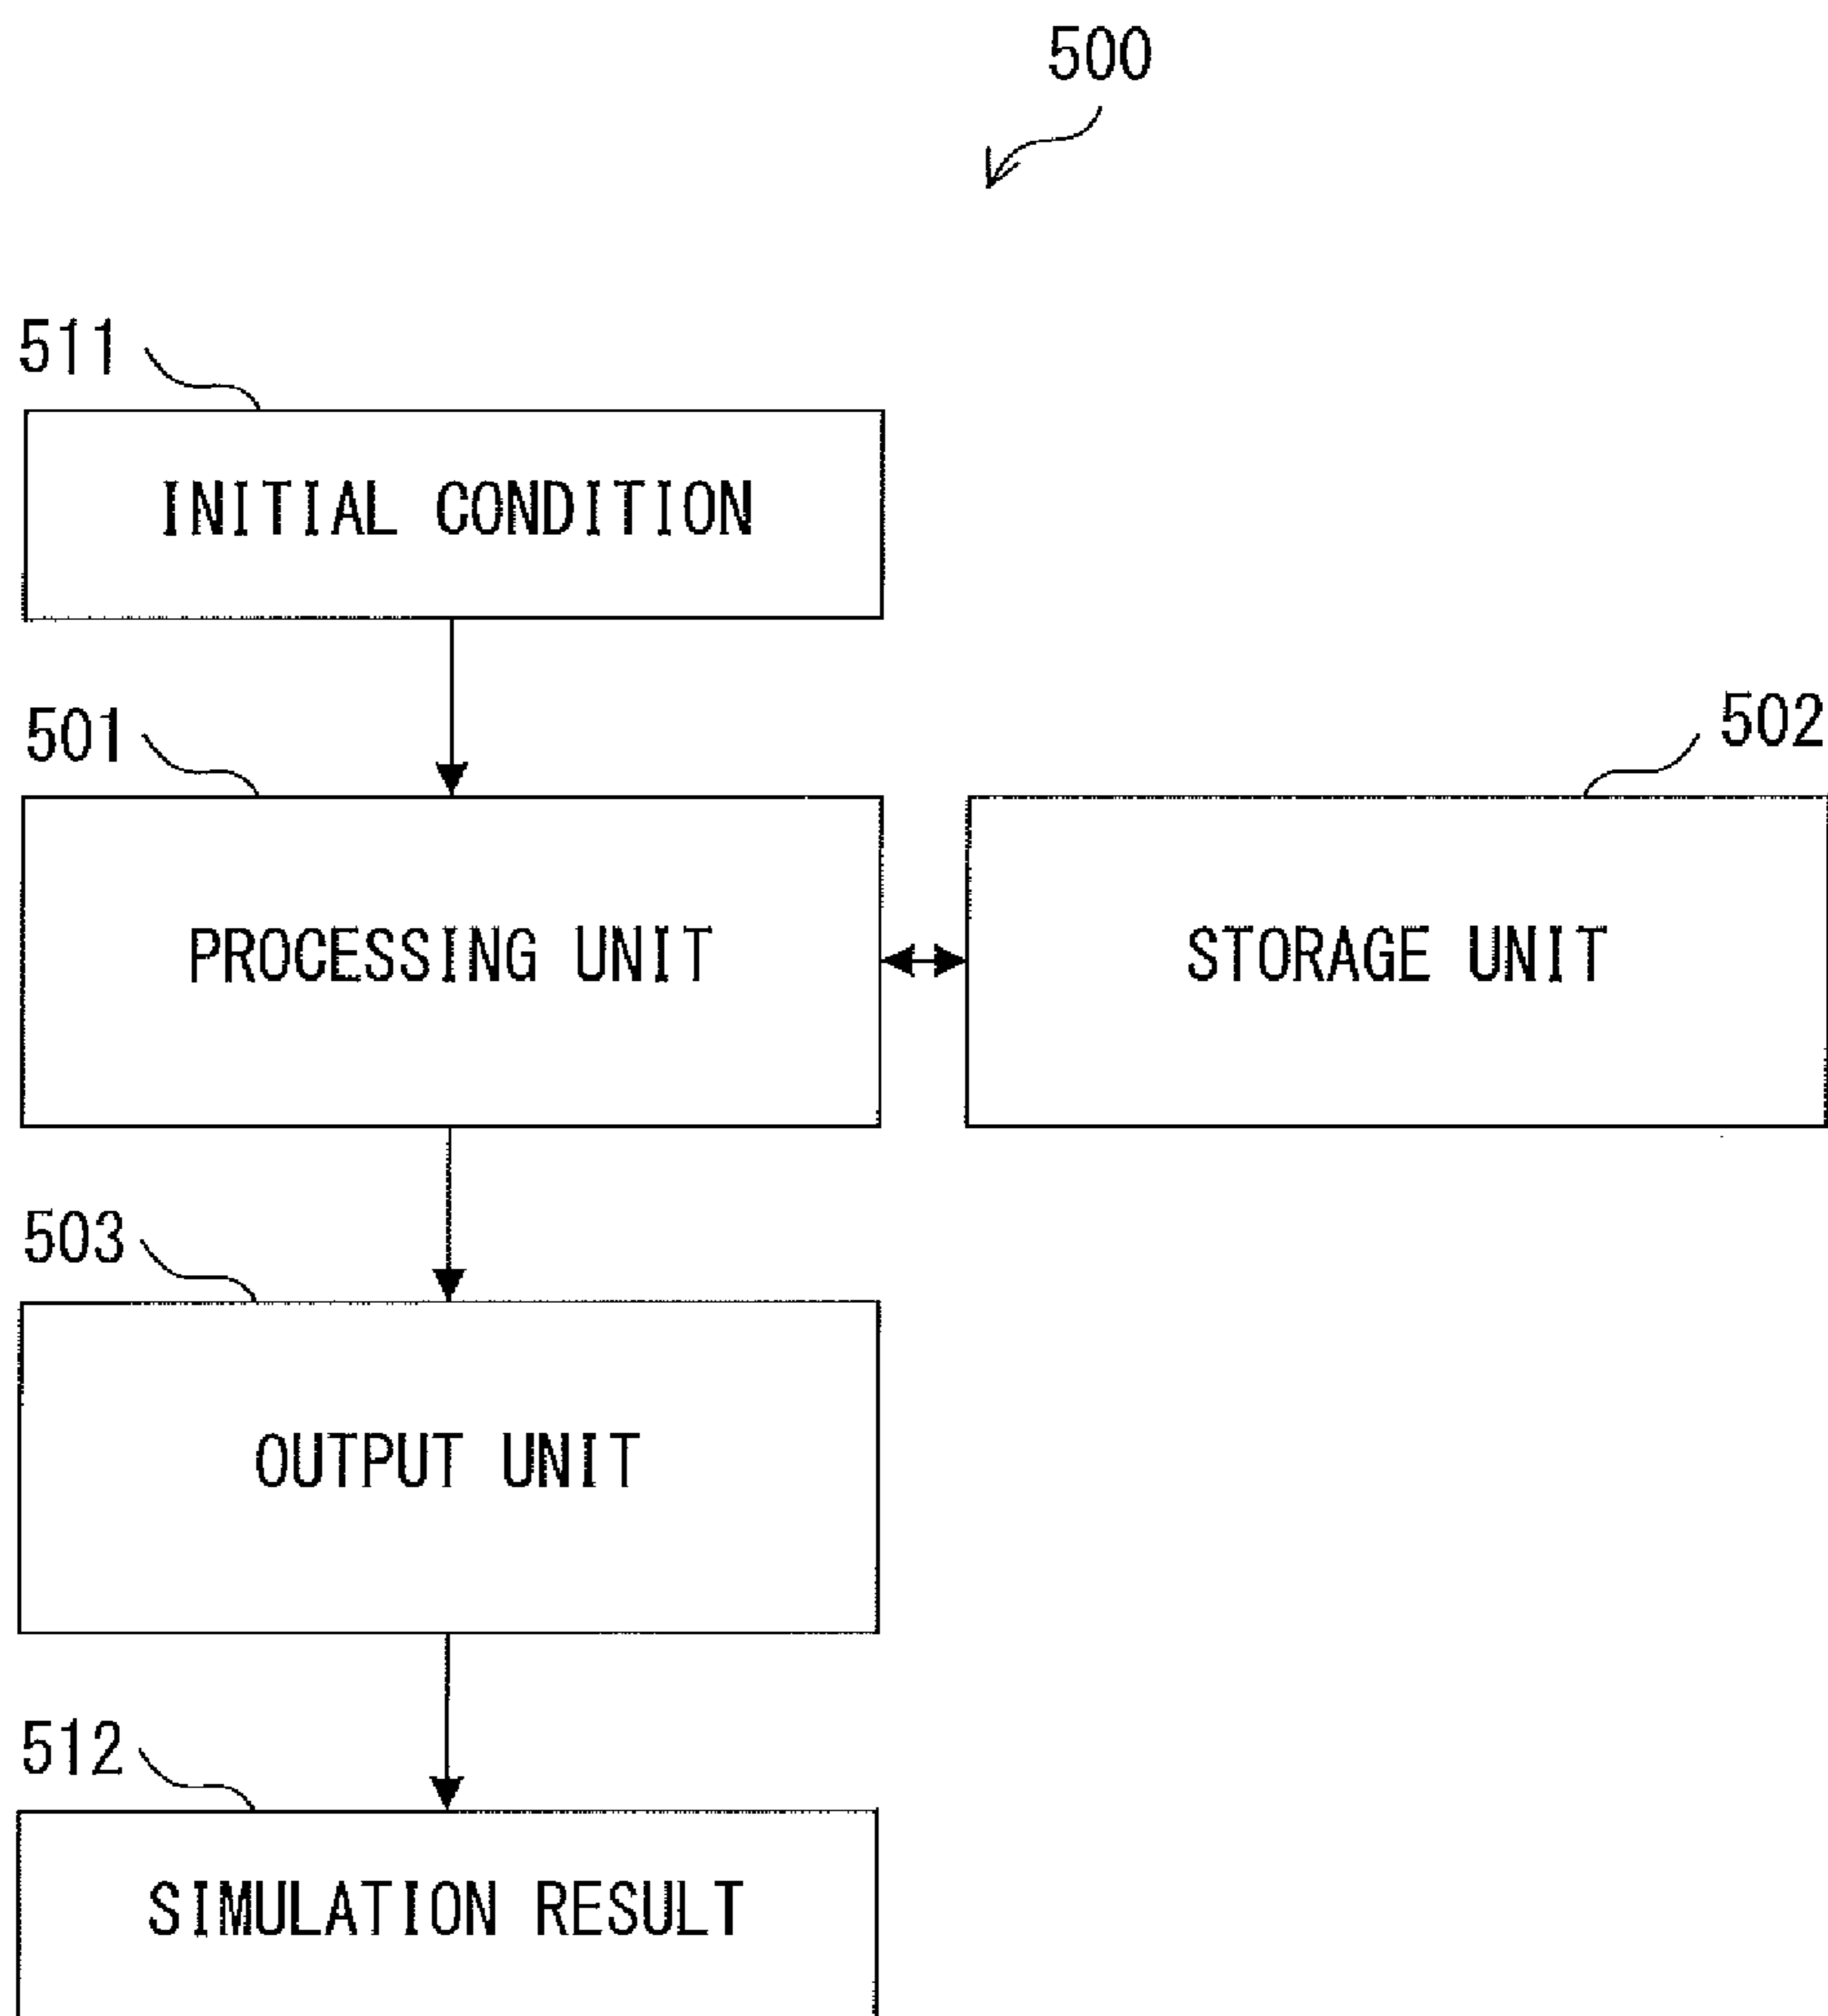 500
511
INITIAL CONDITION
501
502
PROCESSING UNIT
STORAGE UNIT
503
OUTPUT UNIT
512
SIMULATION RESULT